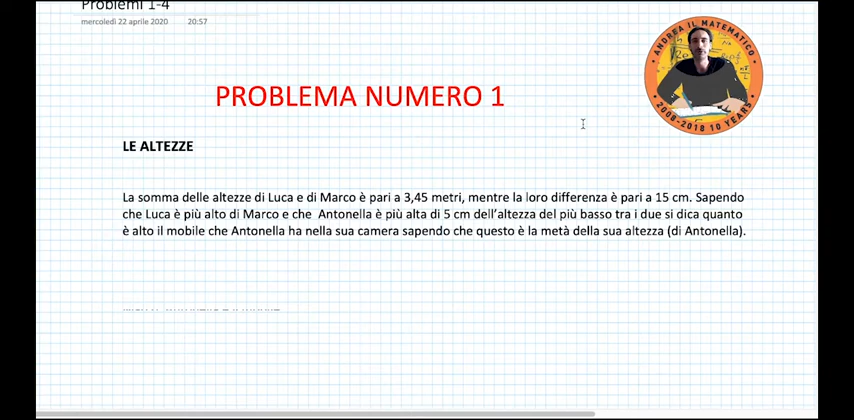 Problemi 1-4
mercoledì 22 aprile 2020 20:57
ANDREA IL MATEMATICO
2008-2018 10 YEARS
PROBLEMA NUMERO 1
LE ALTEZZE
La somma delle altezze di Luca e di Marco è pari a 3,45 metri, mentre la loro differenza è pari a 15 cm. Sapendo
che Luca è più alto di Marco e che Antonella è più alta di 5 cm dell'altezza del più basso tra i due si dica quanto
è alto il mobile che Antonella ha nella sua camera sapendo che questo è la metà della sua altezza (di Antonella).